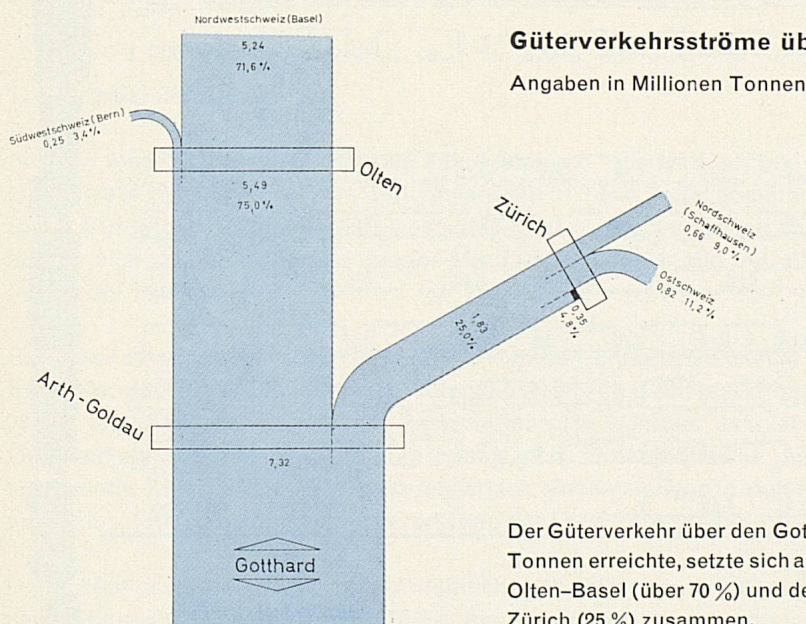 Nordwestschweiz (Basel)
5,24
71,6 %
Güterverkehrsströme üb
Angaben in Millionen Tonnen
Südwestschweiz (Bern)
0,25 3,4 %
Olten
5,49
75,0 %
Zürich
Nordschweiz
(Schaffhausen)
0,66 9,0 %
Ostschweiz
0,82 11,2 %
0,35
4,8 %
1,83
25,0 %
Arth-Goldau
7,32
Gotthard
Der Güterverkehr über den Got
Tonnen erreichte, setzte sich a
Olten–Basel (über 70 %) und de
Zürich (25 %) zusammen.